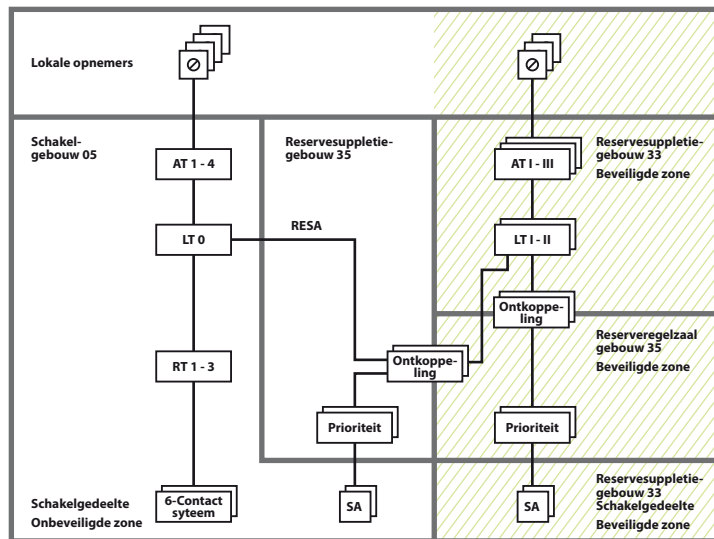 Lokale opnemers
Schakel-
gebouw 05
AT 1 - 4
LT 0
RT 1 - 3
6-Contact
syteem
Schakelgedeelte
Onbeveiligde zone
Reservesuppletie-
gebouw 35
RESA
Ontkoppe-
ling
Prioriteit
SA
AT I - III
LT I - II
Ontkoppe-
ling
Prioriteit
SA
Reservesuppletie-
gebouw 33
Beveiligde zone
Reserveregelzaal
gebouw 35
Beveiligde zone
Reservesuppletie-
gebouw 33
Schakelgedeelte
Beveiligde zone